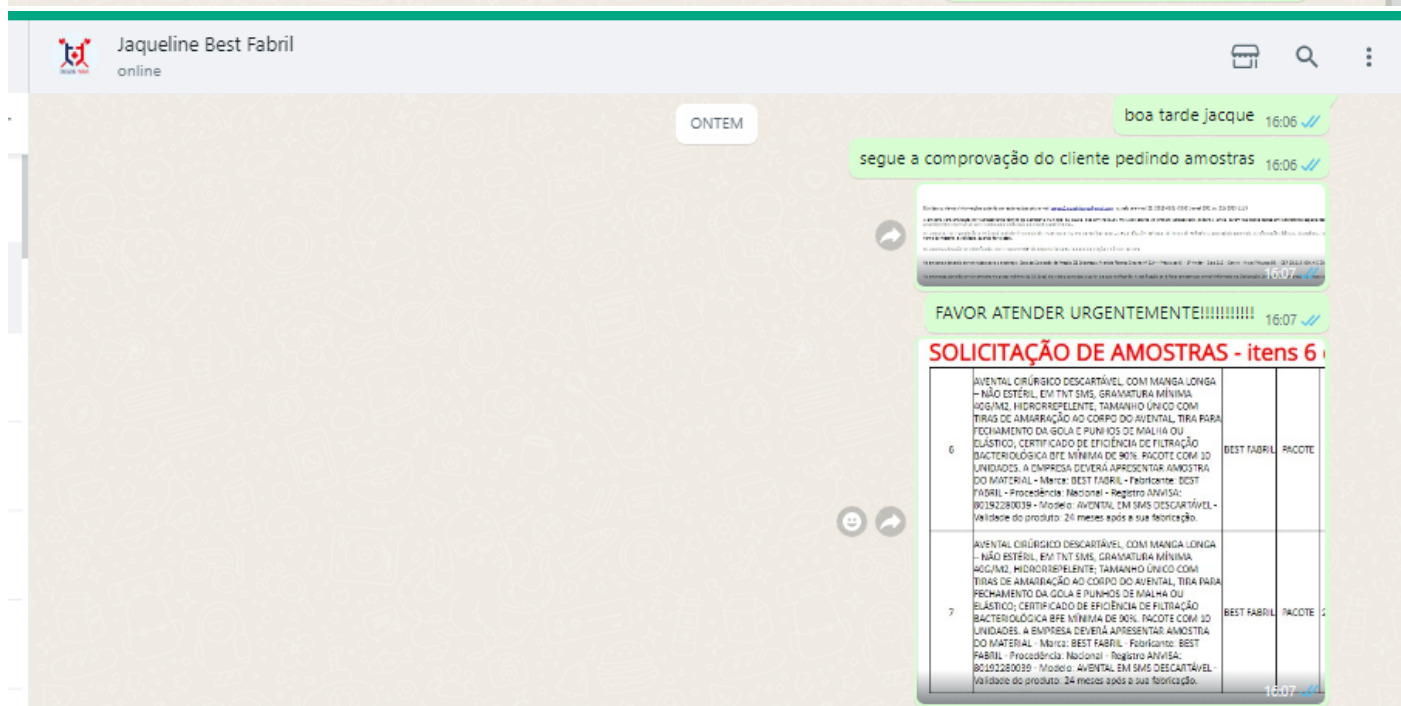 Jaqueline Best Fabril
online
ONTEM
boa tarde jacque 16:06
segue a comprovação do cliente pedindo amostras 16:06
16:07
FAVOR ATENDER URGENTEMENTE!!!!!!!!!!! 16:07
SOLICITAÇÃO DE AMOSTRAS - itens 6
AVENTAL CIRÚRGICO DESCARTÁVEL, COM MANGA LONGA
– NÃO ESTÉRIL, EM TNT SMS, GRAMATURA MÍNIMA
40G/M2, HIDRORREPELENTE, TAMANHO ÚNICO COM
TIRAS DE AMARRAÇÃO AO CORPO DO AVENTAL, TIRA PARA
FECHAMENTO DA GOLA E PUNHOS DE MALHA OU
ELÁSTICO; CERTIFICADO DE EFICIÊNCIA DE FILTRAÇÃO
6 BACTERIOLÓGICA BFE MÍNIMA DE 90%. PACOTE COM 10 BEST FABRIL PACOTE
UNIDADES. A EMPRESA DEVERÁ APRESENTAR AMOSTRA
DO MATERIAL - Marca: BEST FABRIL - Fabricante: BEST
FABRIL - Procedência: Nacional - Registro ANVISA:
80192280039 - Modelo: AVENTAL EM SMS DESCARTÁVEL -
Validade do produto: 24 meses após a sua fabricação.
AVENTAL CIRÚRGICO DESCARTÁVEL, COM MANGA LONGA
– NÃO ESTÉRIL, EM TNT SMS, GRAMATURA MÍNIMA
40G/M2, HIDRORREPELENTE; TAMANHO ÚNICO COM
TIRAS DE AMARRAÇÃO AO CORPO DO AVENTAL, TIRA PARA
FECHAMENTO DA GOLA E PUNHOS DE MALHA OU
ELÁSTICO; CERTIFICADO DE EFICIÊNCIA DE FILTRAÇÃO
7 BACTERIOLÓGICA BFE MÍNIMA DE 90%. PACOTE COM 10 BEST FABRIL PACOTE 2
UNIDADES. A EMPRESA DEVERÁ APRESENTAR AMOSTRA
DO MATERIAL - Marca: BEST FABRIL - Fabricante: BEST
FABRIL - Procedência: Nacional - Registro ANVISA:
80192280039 - Modelo: AVENTAL EM SMS DESCARTÁVEL -
Validade do produto: 24 meses após a sua fabricação.
16:07